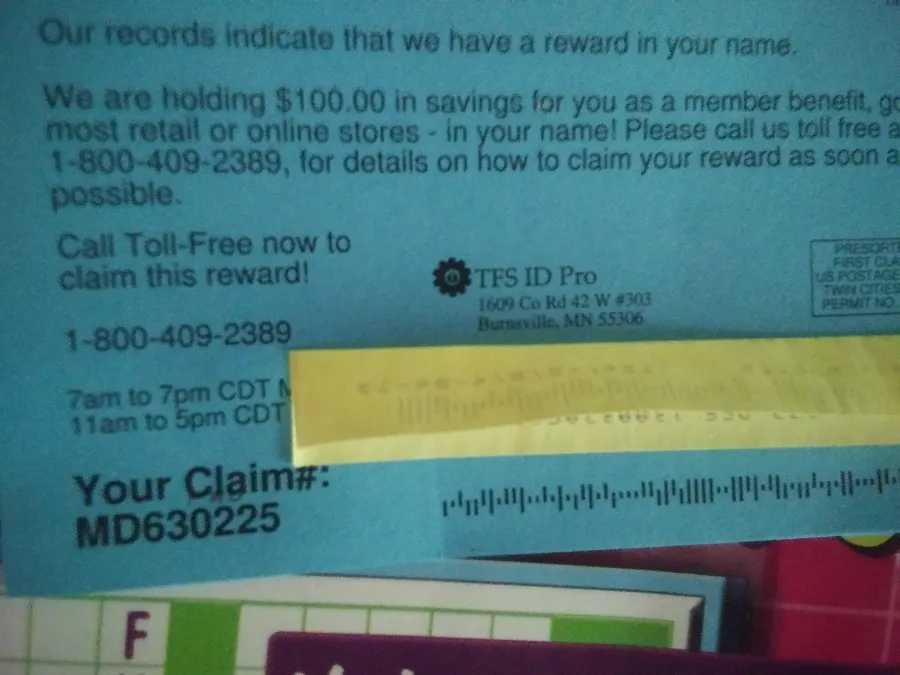 Our records indicate that we have a reward in your name.
We are holding $100.00 in savings for you as a member benefit, go
most retail or online stores - in your name! Please call us toll free a
1-800-409-2389, for details on how to claim your reward as soon a
possible.
Call Toll-Free now to
claim this reward!
1-800-409-2389
7am to 7pm CDT M
11am to 5pm CDT
Your Claim#:
MD630225
TFS ID Pro
1609 Co Rd 42 W #303
Burnsville, MN 55306
PRESORT
FIRST CLA
US POSTAGE
TWIN CITIES
PERMIT NO.
F